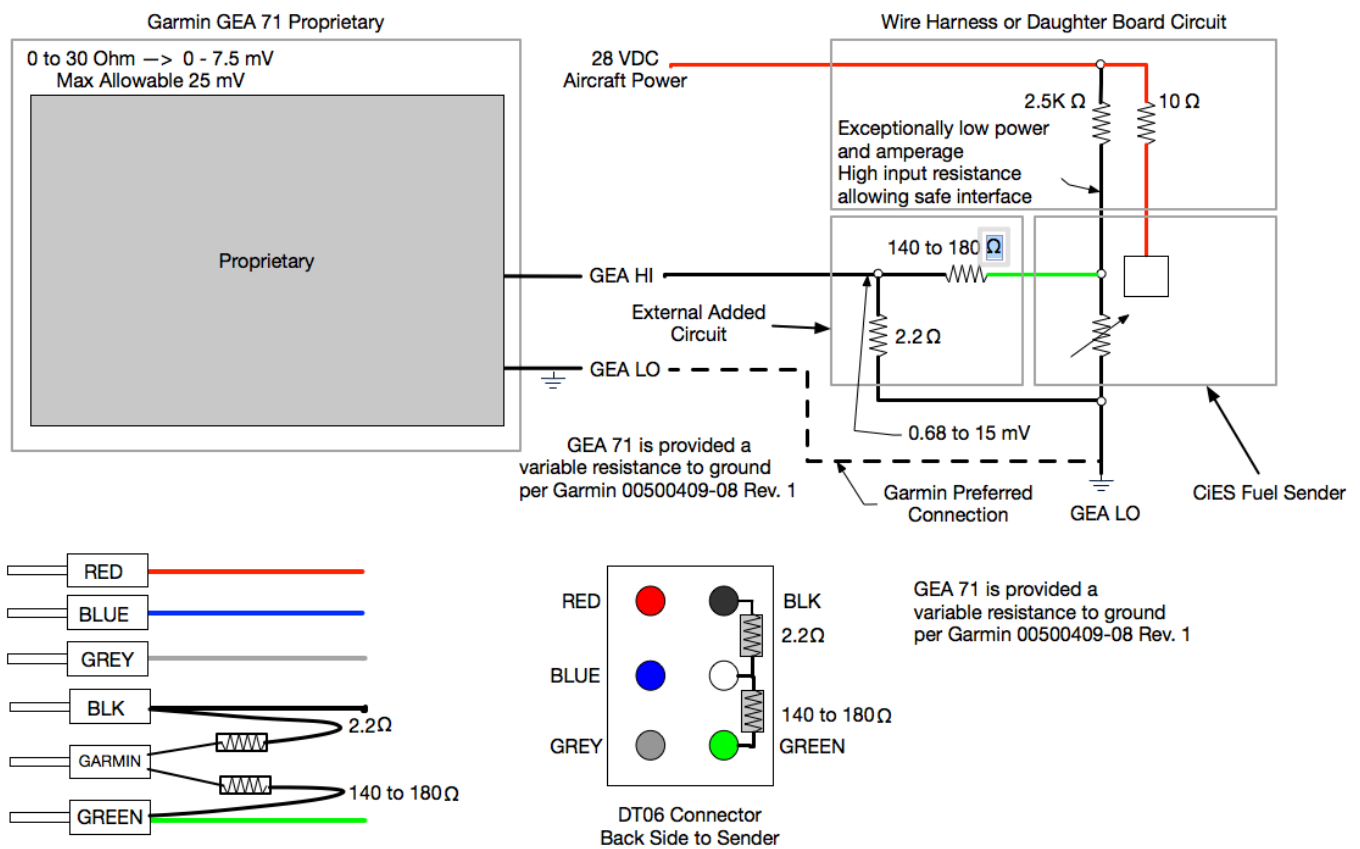 Garmin GEA 71 Proprietary
0 to 30 Ohm —> 0 - 7.5 mV
Max Allowable 25 mV
Proprietary
Wire Harness or Daughter Board Circuit
28 VDC
Aircraft Power
2.5K Ω
10 Ω
Exceptionally low power
and amperage
High input resistance
allowing safe interface
140 to 180 Ω
GEA HI
External Added
Circuit
2.2 Ω
GEA LO
0.68 to 15 mV
GEA 71 is provided a
variable resistance to ground
per Garmin 00500409-08 Rev. 1
Garmin Preferred
Connection
GEA LO
CiES Fuel Sender
RED
BLUE
GREY
BLK
2.2Ω
GARMIN
140 to 180Ω
GREEN
RED
BLK
2.2Ω
BLUE
140 to 180Ω
GREY
GREEN
DT06 Connector
Back Side to Sender
GEA 71 is provided a
variable resistance to ground
per Garmin 00500409-08 Rev. 1